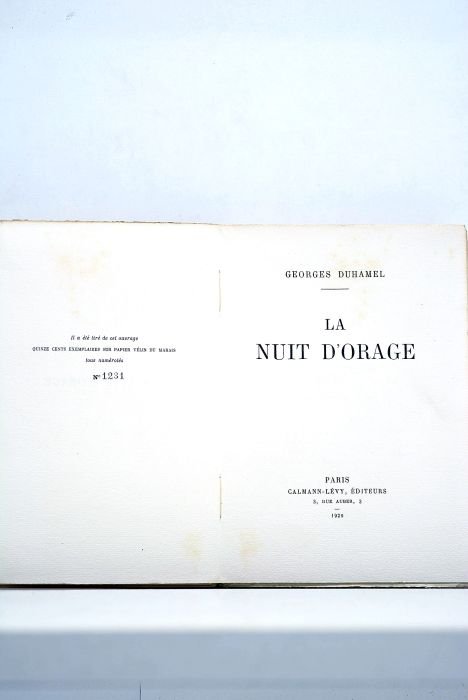 Il a été tiré de cet ouvrage
QUINZE CENTS EXEMPLAIRES SUR PAPIER VÉLIN DU MARAIS
tous numérotés
N° 1231
GEORGES DUHAMEL
LA
NUIT D'ORAGE
PARIS
CALMANN-LÉVY, ÉDITEURS
3, RUE AUBER, 3
1928